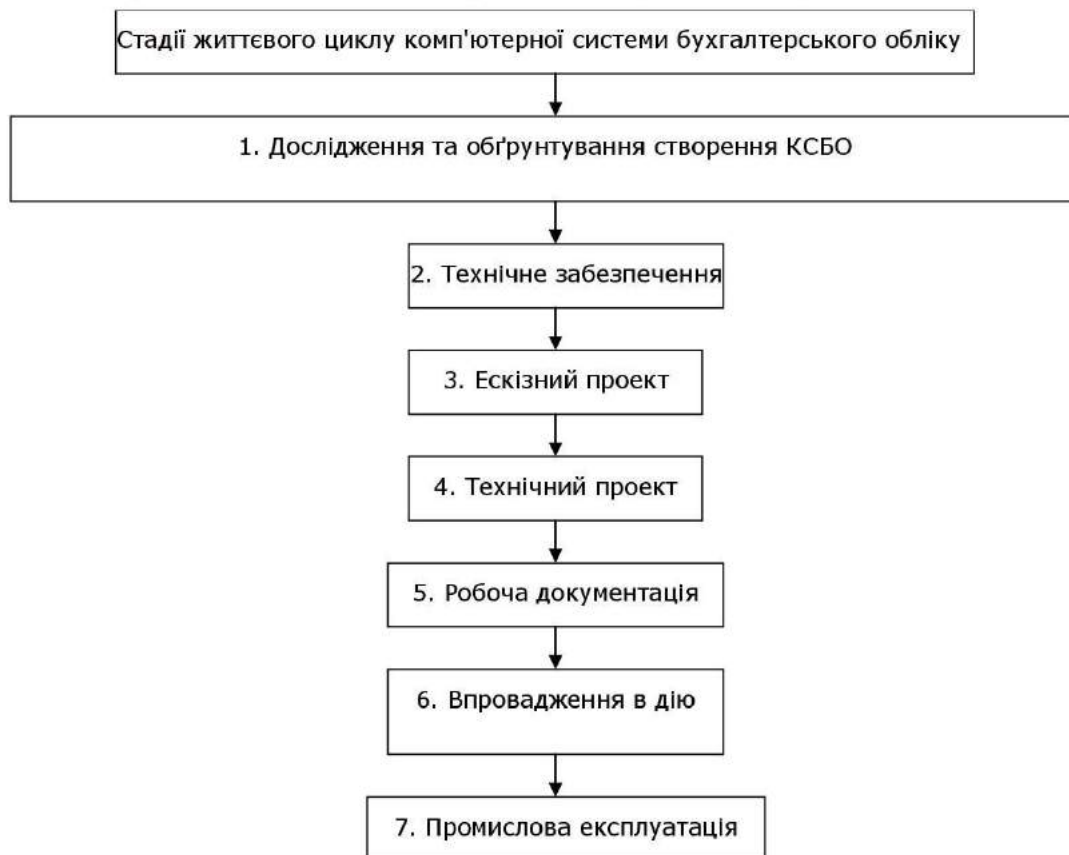 Стадії життєвого циклу комп'ютерної системи бухгалтерського обліку
1. Дослідження та обґрунтування створення КСБО
2. Технічне забезпечення
3. Ескізний проект
4. Технічний проект
5. Робоча документація
6. Впровадження в дію
7. Промислова експлуатація